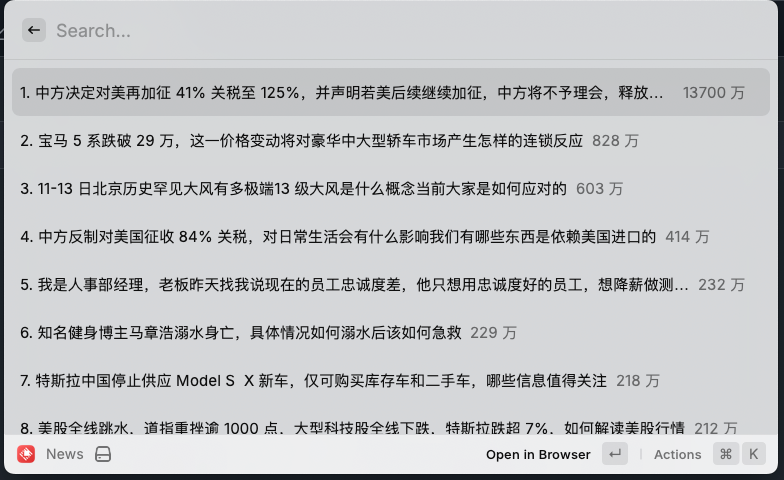 Search...
1. 中方决定对美再加征 41% 关税至 125%，并声明若美后续继续加征，中方将不予理会，释放... 13700 万
2. 宝马 5 系跌破 29 万，这一价格变动将对豪华中大型轿车市场产生怎样的连锁反应 828 万
3. 11-13 日北京历史罕见大风有多极端13 级大风是什么概念当前大家是如何应对的 603 万
4. 中方反制对美国征收 84% 关税，对日常生活会有什么影响我们有哪些东西是依赖美国进口的 414 万
5. 我是人事部经理，老板昨天找我说现在的员工忠诚度差，他只想用忠诚度好的员工，想降薪做测... 232 万
6. 知名健身博主马章浩溺水身亡，具体情况如何溺水后该如何急救 229 万
7. 特斯拉中国停止供应 Model S  X 新车，仅可购买库存车和二手车，哪些信息值得关注 218 万
8. 美股全线跳水，道指重挫逾 1000 点，大型科技股全线下跌，特斯拉跌超 7%，如何解读美股行情 212 万
News Open in Browser Actions ⌘ K